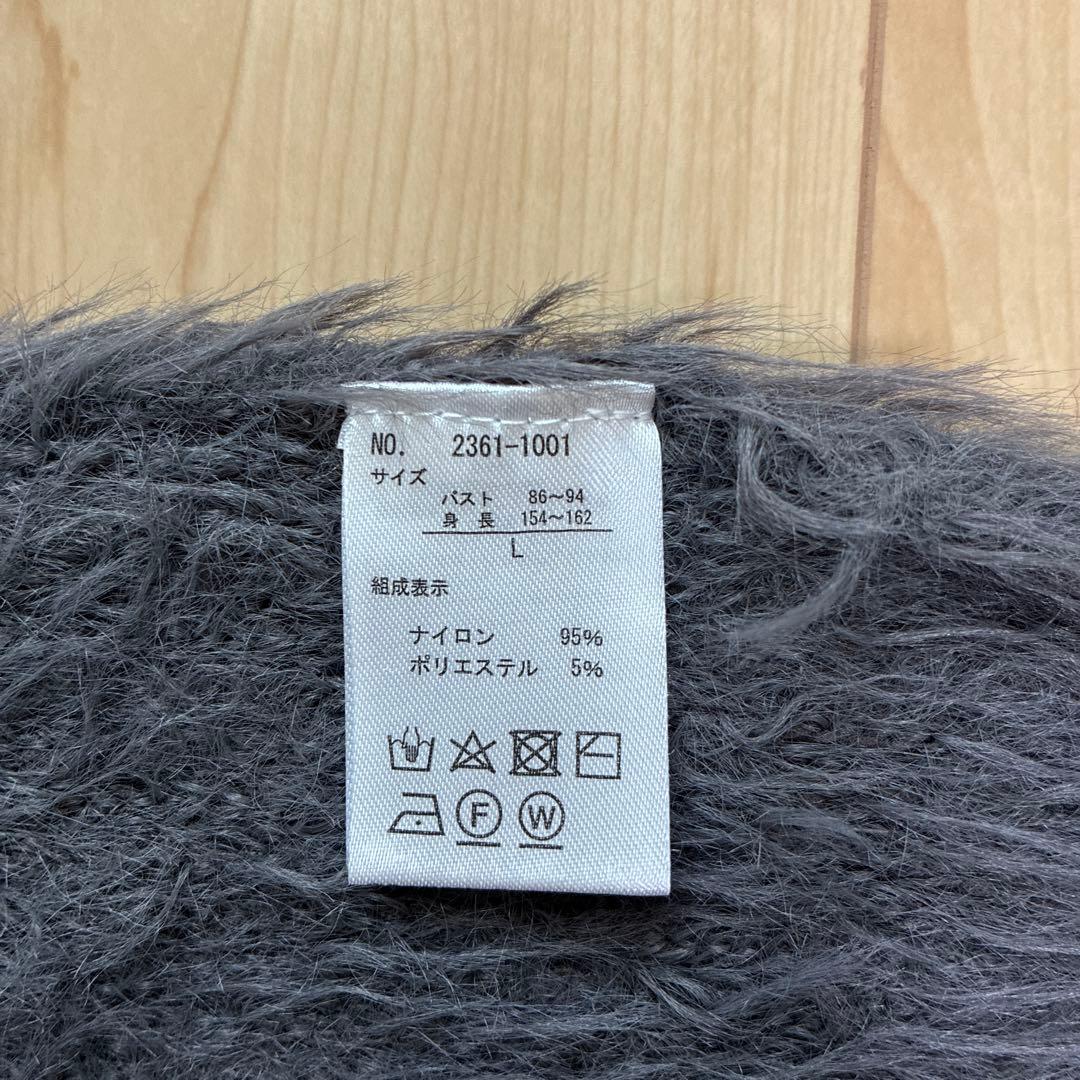 NO. 2361-1001
サイズ
バスト 86～94
身長 154～162
L
組成表示
ナイロン 95%
ポリエステル 5%
F W